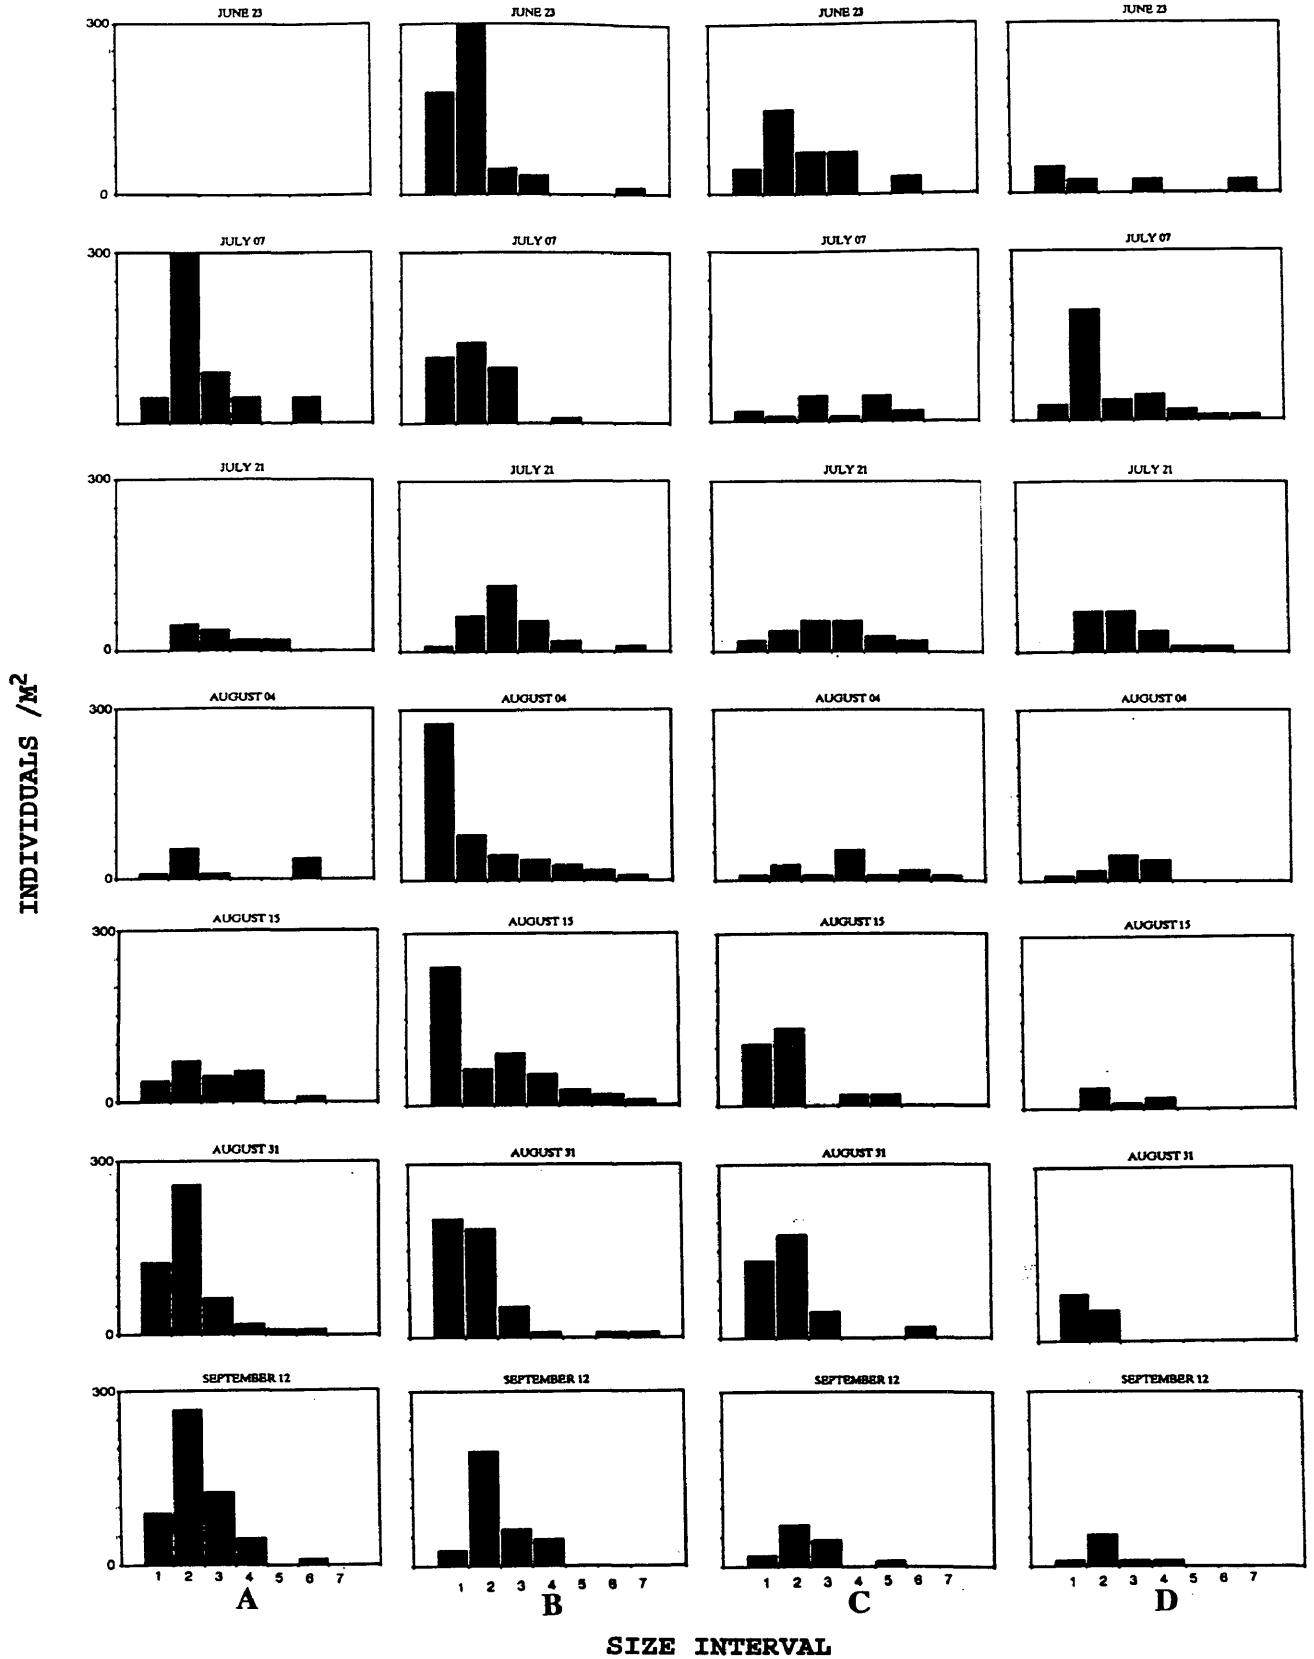 JUNE 23 JUNE 23 JUNE 23 JUNE 23
300
0
JULY 07 JULY 07 JULY 07 JULY 07
300
JULY 21 JULY 21 JULY 21 JULY 21
300
0
AUGUST 04 AUGUST 04 AUGUST 04 AUGUST 04
300
0
INDIVIDUALS /M²
AUGUST 15 AUGUST 15 AUGUST 15 AUGUST 15
300
0
AUGUST 31 AUGUST 31 AUGUST 31 AUGUST 31
300
0
SEPTEMBER 12 SEPTEMBER 12 SEPTEMBER 12 SEPTEMBER 12
300
0
1 2 3 4 5 6 7 1 2 3 4 5 6 7 1 2 3 4 5 6 7 1 2 3 4 5 6 7
A B C D
SIZE INTERVAL